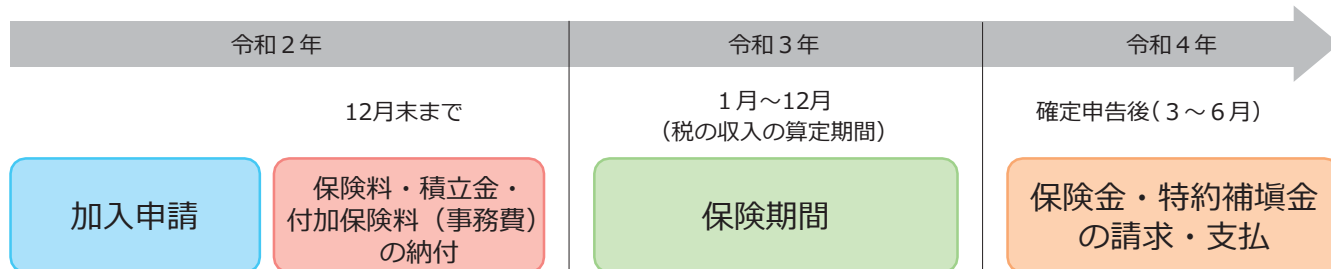 令和２年
令和３年
令和４年
12月末まで
１月～12月
（税の収入の算定期間）
確定申告後（３～６月）
加入申請
保険料・積立金・
付加保険料（事務費）
の納付
保険期間
保険金・特約補塡金
の請求・支払